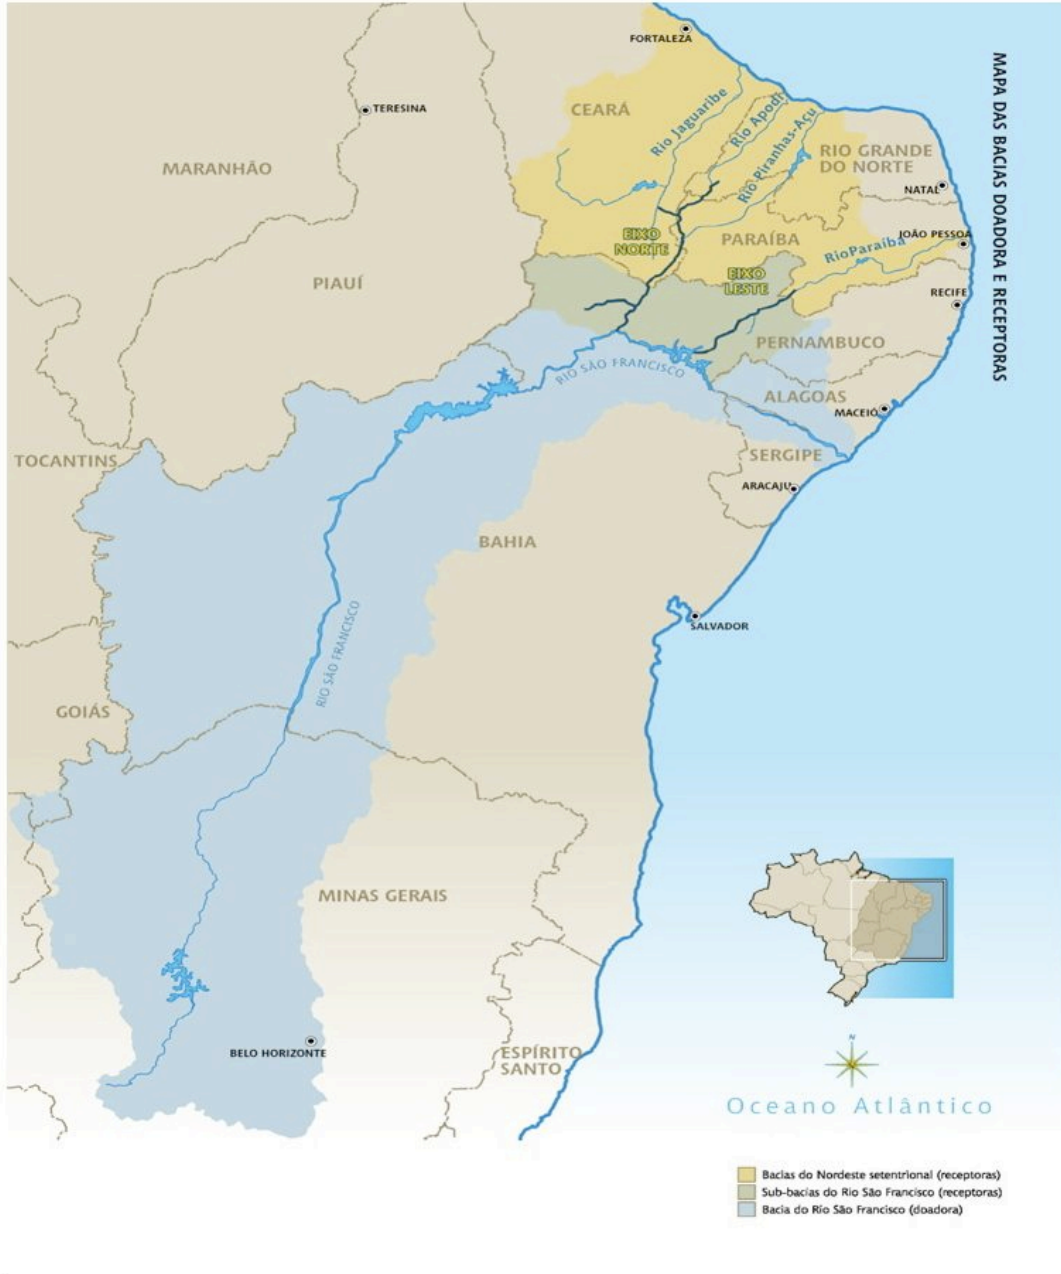 MAPA DAS BACIAS DOADORA E RECEPTORAS
FORTALEZA
TERESINA
CEARÁ
Rio Jaguaribe
Rio Apodi
Rio Piranhas-Açu
MARANHÃO
RIO GRANDE
DO NORTE
NATAL
EIXO
NORTE
PARAÍBA
JOÃO PESSOA
RioParaíba
PIAUÍ
EIXO
LESTE
RECIFE
PERNAMBUCO
RIO SÃO FRANCISCO
ALAGOAS
MACEIÓ
TOCANTINS
SERGIPE
ARACAJU
BAHIA
RIO SÃO FRANCISCO
SALVADOR
GOIÁS
MINAS GERAIS
BELO HORIZONTE
ESPÍRITO
SANTO
N
Oceano Atlântico
Bacias do Nordeste setentrional (receptoras)
Sub-bacias do Rio São Francisco (receptoras)
Bacia do Rio São Francisco (doadora)